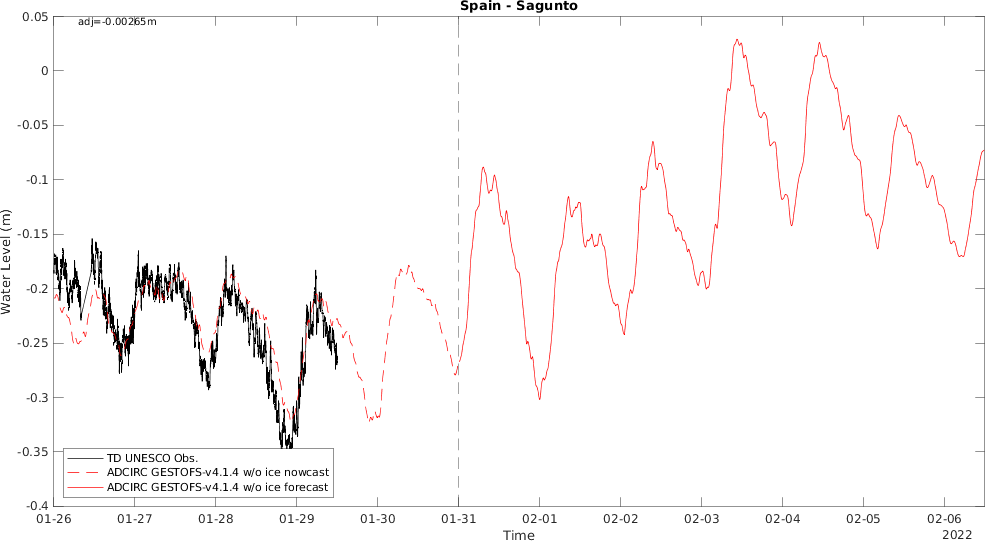 Spain - Sagunto
adj=-0.00265m
0.05
0
-0.05
-0.1
-0.15
-0.2
-0.25
-0.3
-0.35
-0.4
Water Level (m)
TD UNESCO Obs.
ADCIRC GESTOFS-v4.1.4 w/o ice nowcast
ADCIRC GESTOFS-v4.1.4 w/o ice forecast
01-26 01-27 01-28 01-29 01-30 01-31 02-01 02-02 02-03 02-04 02-05 02-06
Time
2022